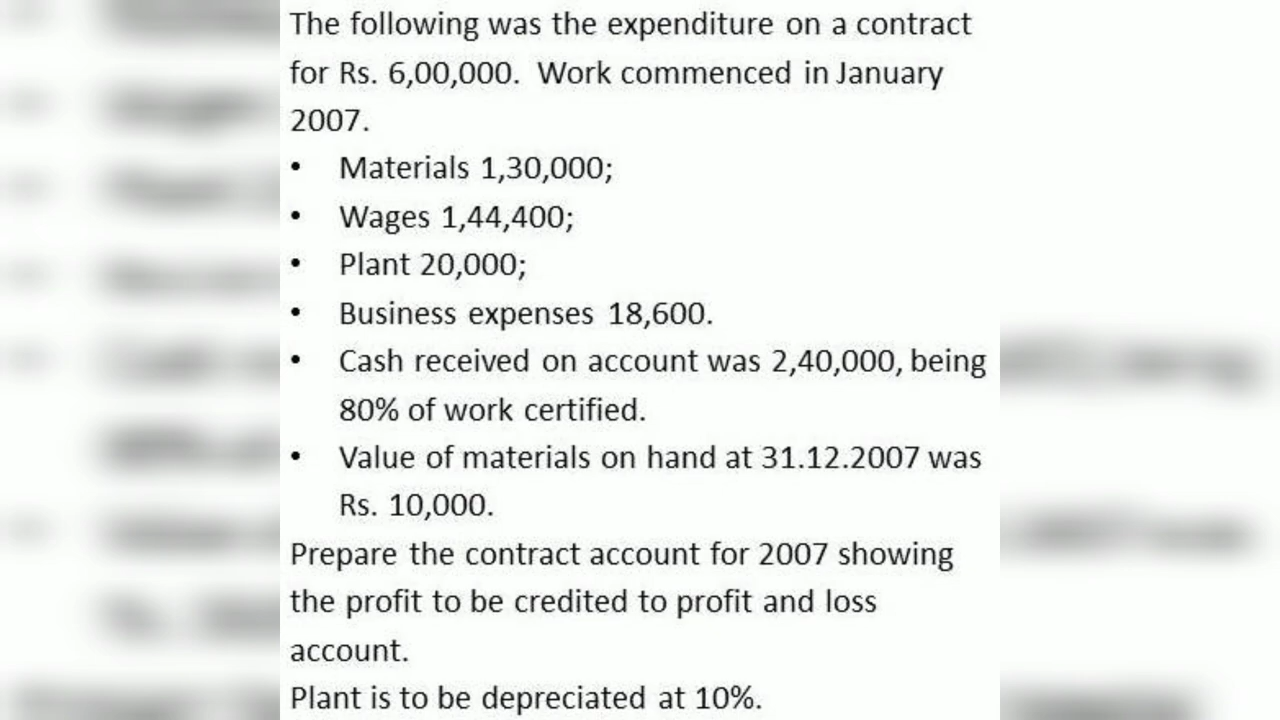 The following was the expenditure on a contract
for Rs. 6,00,000.  Work commenced in January
2007.
• Materials 1,30,000;
• Wages 1,44,400;
• Plant 20,000;
• Business expenses 18,600.
• Cash received on account was 2,40,000, being
80% of work certified.
• Value of materials on hand at 31.12.2007 was
Rs. 10,000.
Prepare the contract account for 2007 showing
the profit to be credited to profit and loss
account.
Plant is to be depreciated at 10%.